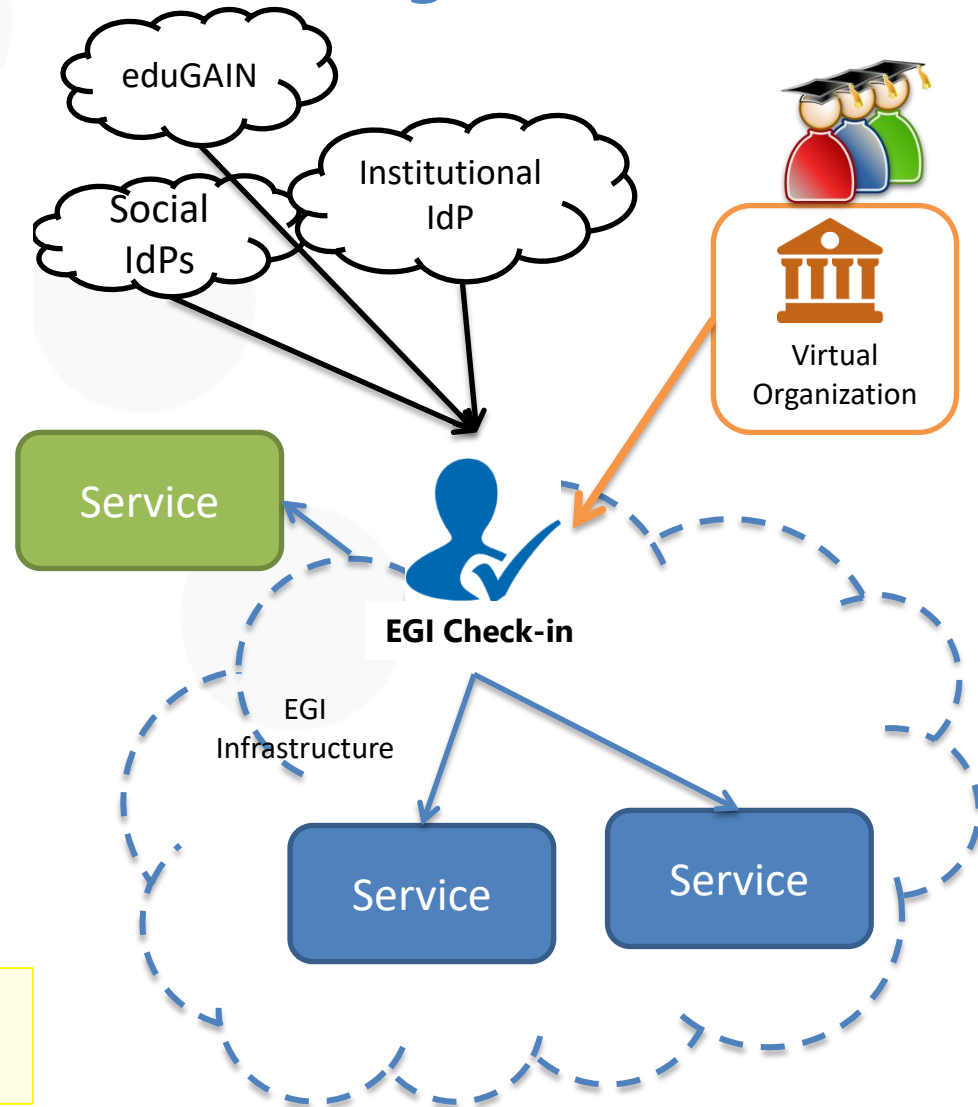 eduGAIN
Institutional
IdP
Social
IdPs
Virtual
Organization
Service
EGI Check-in
EGI
Infrastructure
Service
Service